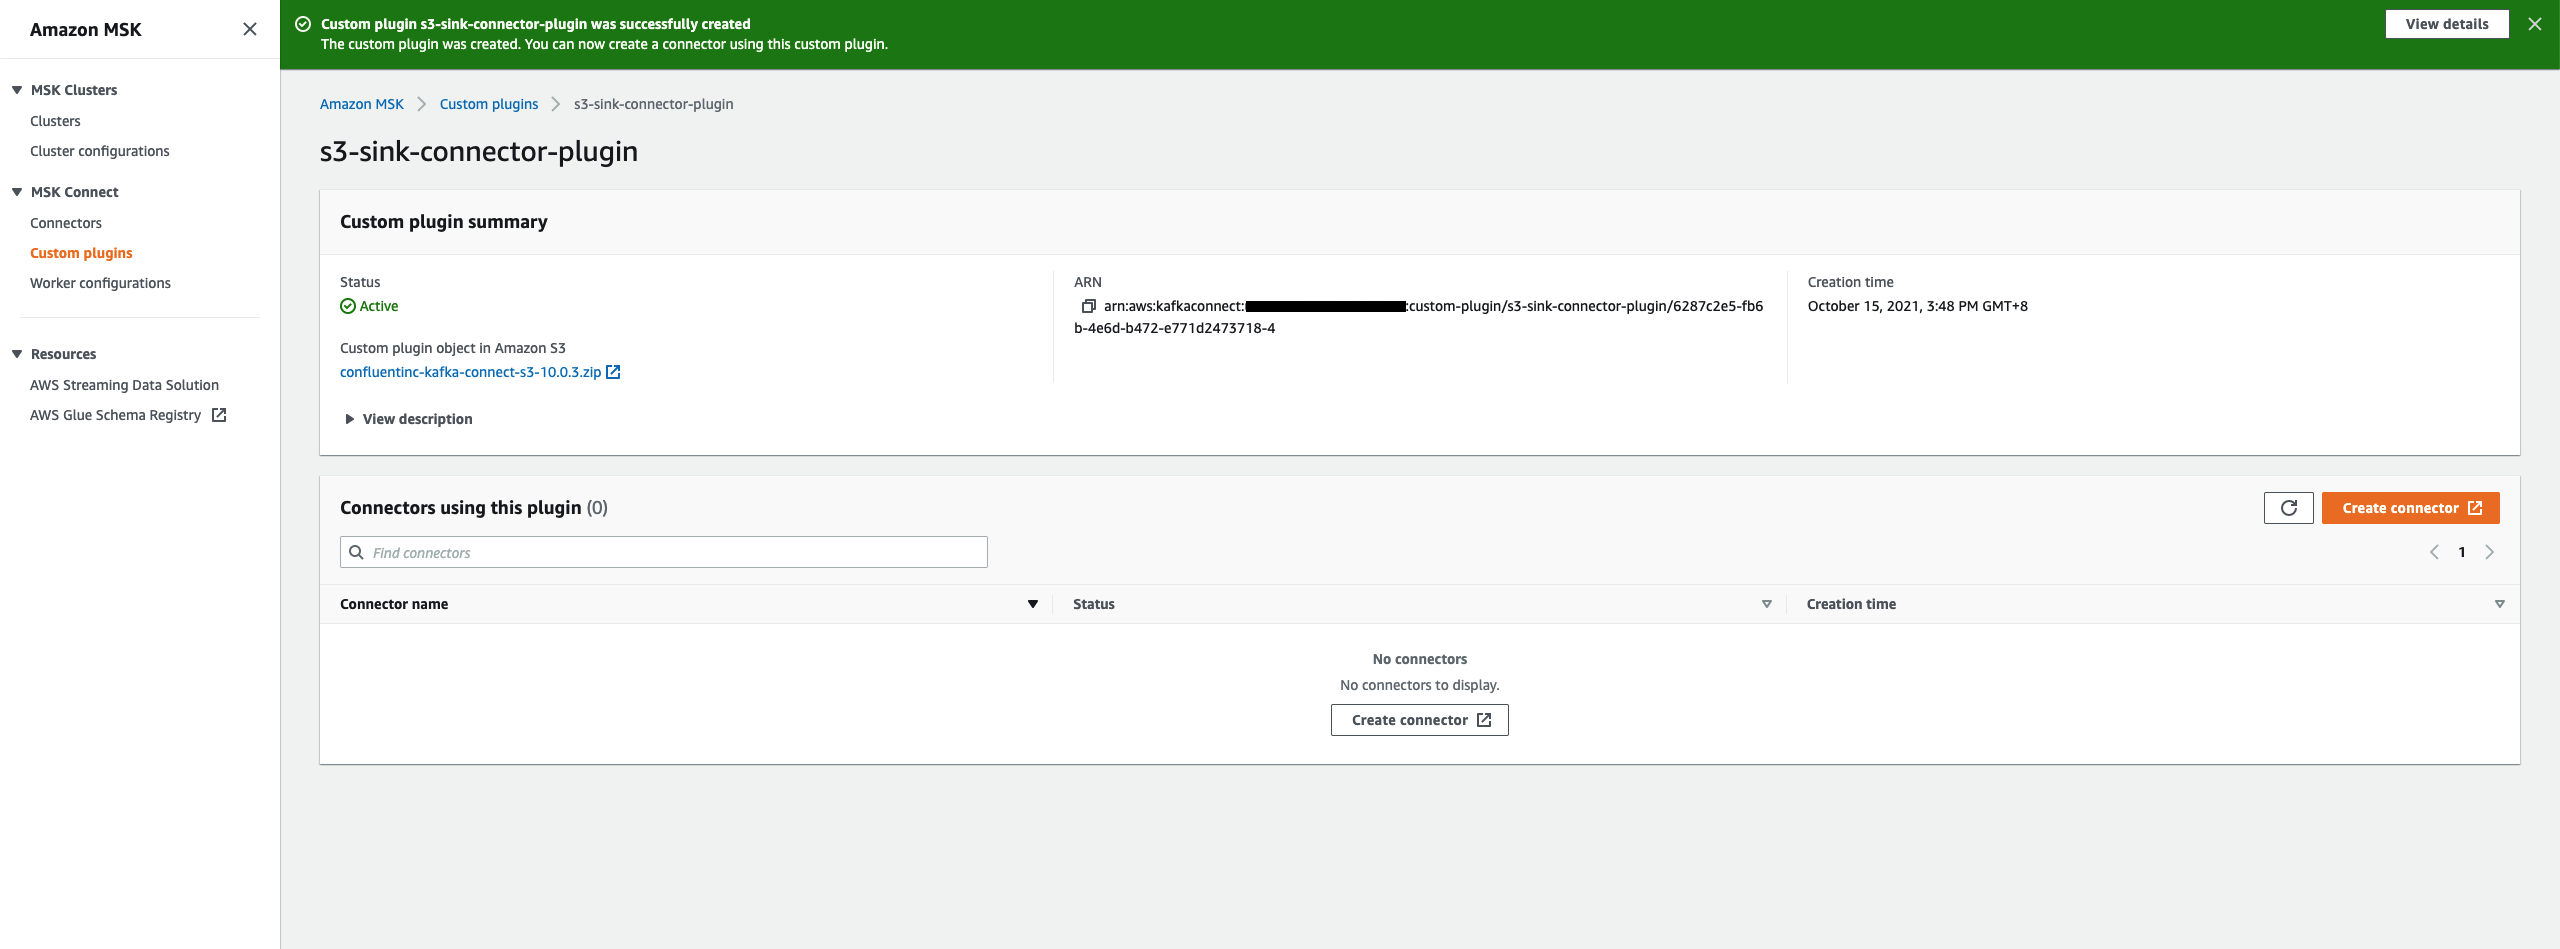 Amazon MSK
MSK Clusters
Clusters
Cluster configurations
MSK Connect
Connectors
Custom plugins
Worker configurations
Resources
AWS Streaming Data Solution
AWS Glue Schema Registry
Custom plugin s3-sink-connector-plugin was successfully created
The custom plugin was created. You can now create a connector using this custom plugin.
View details
Amazon MSK > Custom plugins > s3-sink-connector-plugin
s3-sink-connector-plugin
Custom plugin summary
Status
Active
Custom plugin object in Amazon S3
confluentinc-kafka-connect-s3-10.0.3.zip
View description
ARN
arn:aws:kafkaconnect: :custom-plugin/s3-sink-connector-plugin/6287c2e5-fb6
b-4e6d-b472-e771d2473718-4
Creation time
October 15, 2021, 3:48 PM GMT+8
Connectors using this plugin (0)
Create connector
Find connectors
1
Connector name Status Creation time
No connectors
No connectors to display.
Create connector